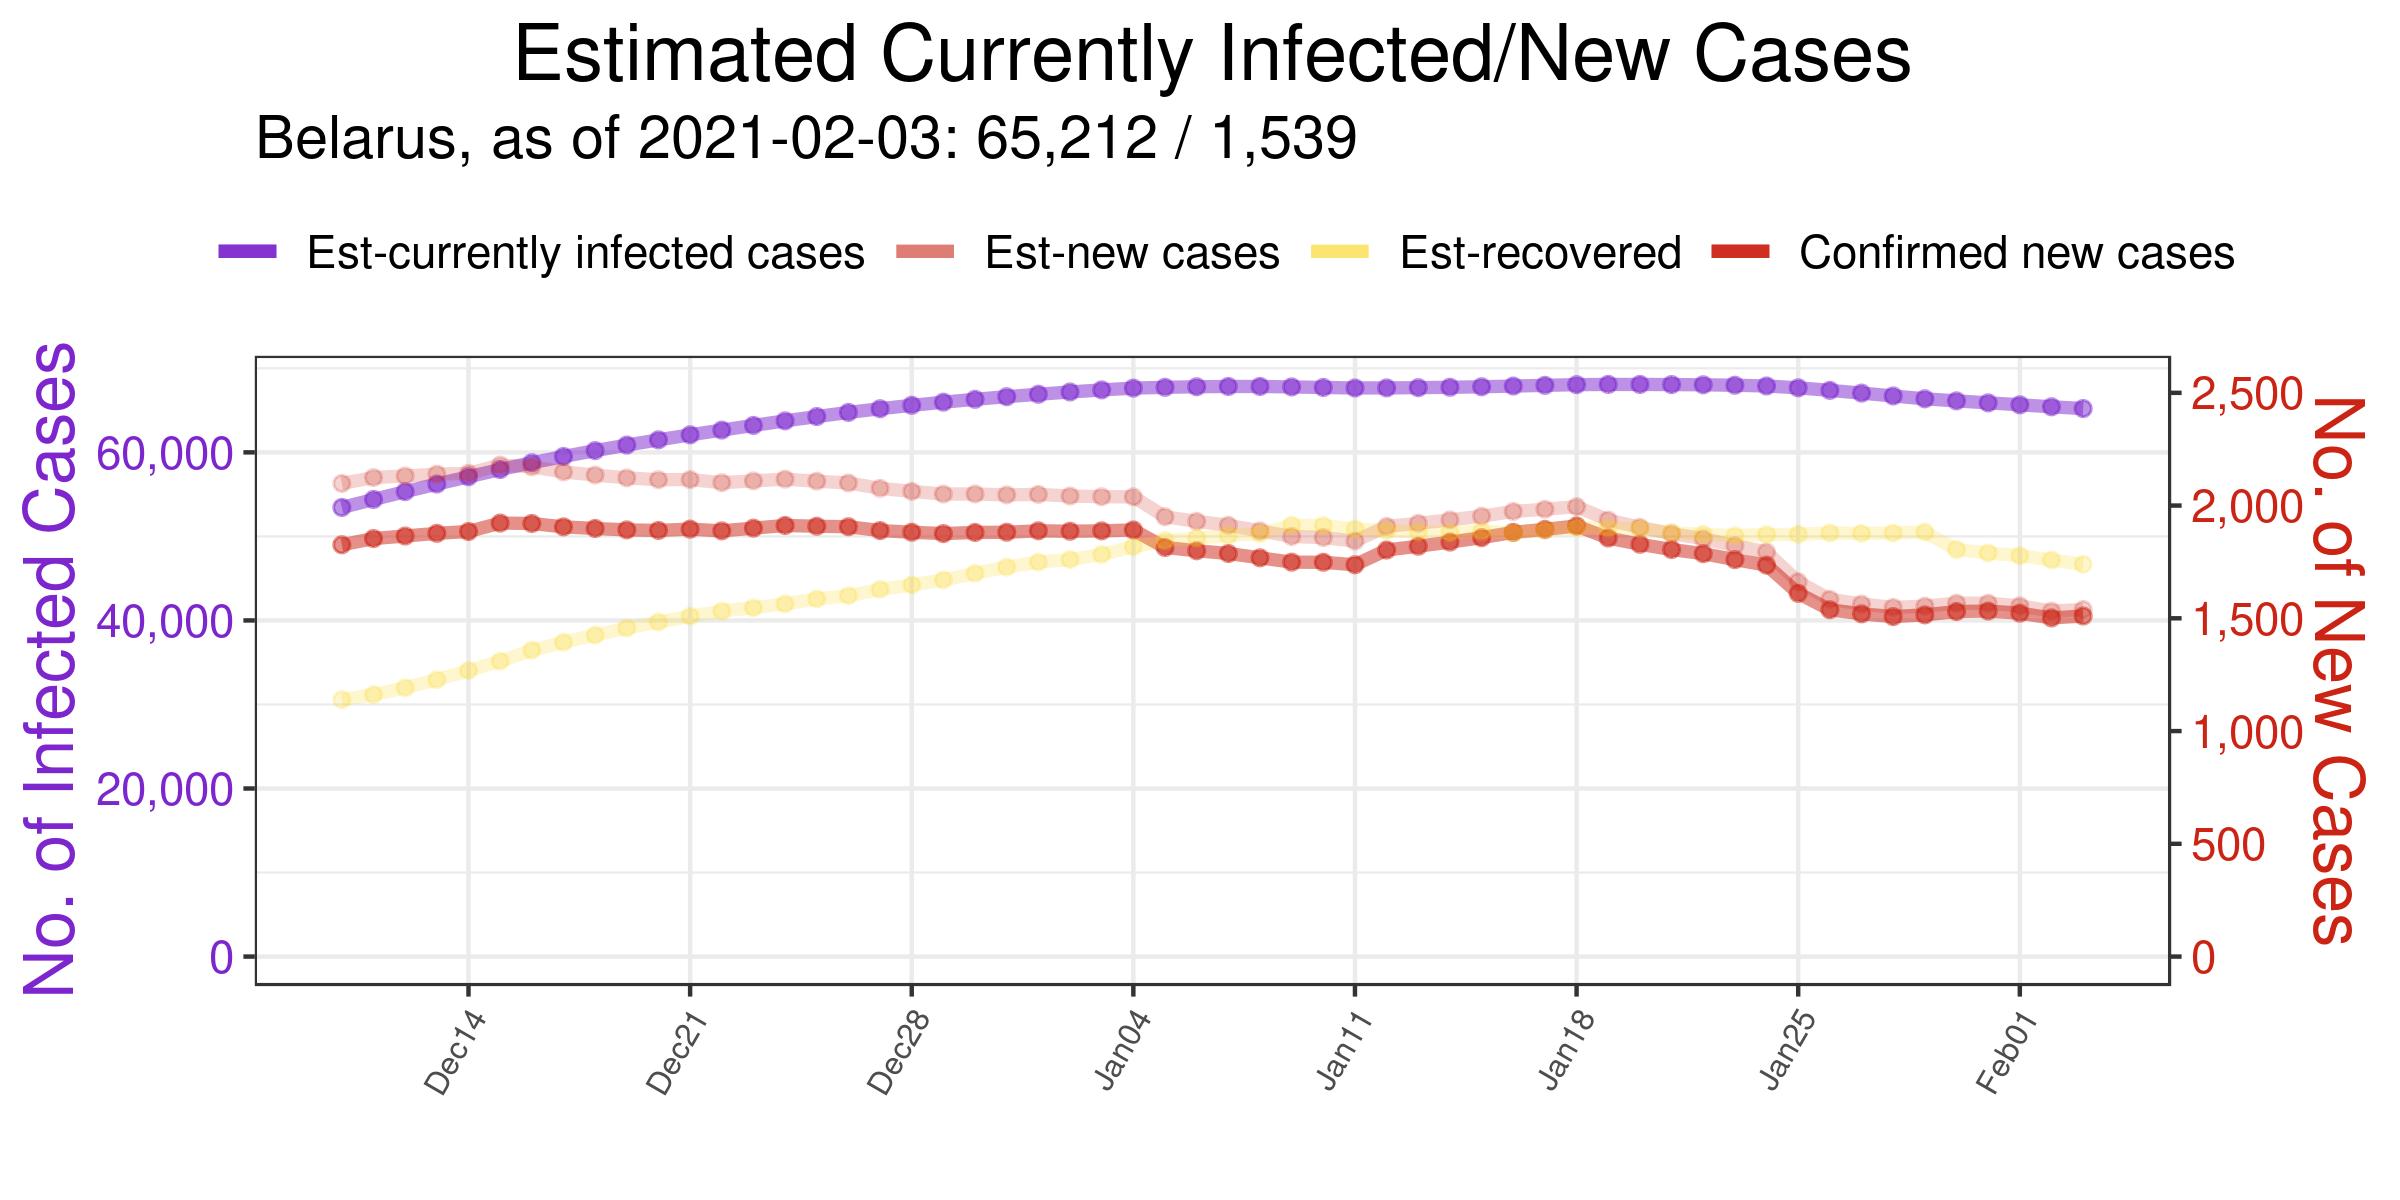 Estimated Currently Infected/New Cases
Belarus, as of 2021-02-03: 65,212 / 1,539
Est-currently infected cases Est-new cases Est-recovered Confirmed new cases
No. of Infected Cases
60,000
40,000
20,000
0
2,500
2,000
1,500
1,000
500
0
No. of New Cases
Dec14 Dec21 Dec28 Jan04 Jan11 Jan18 Jan25 Feb01